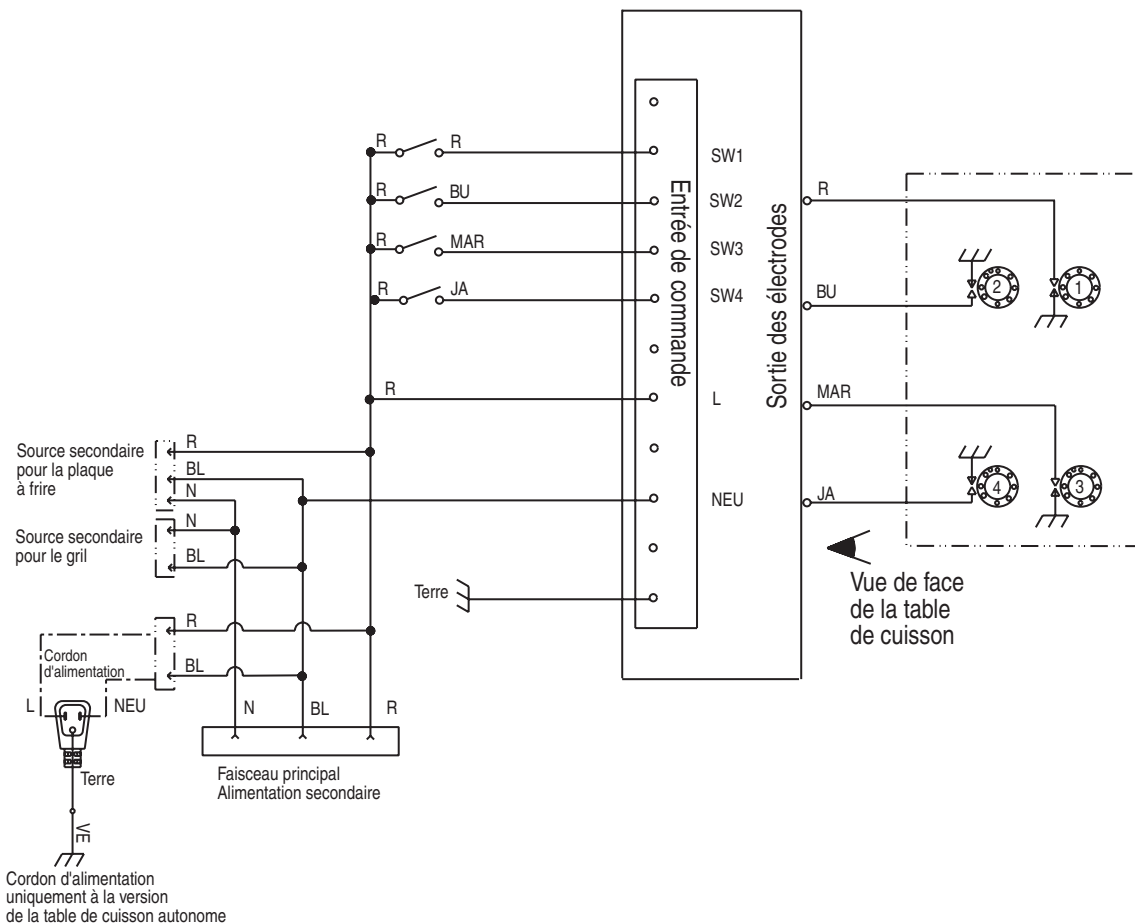 R R
SW1
R BU
SW2
R MAR
SW3
R JA
SW4
Entrée de commande
Sortie des électrodes
R
BU
2
1
MAR
4
3
JA
R
L
NEU
Source secondaire
pour la plaque
à frire
R
BL
N
Source secondaire
pour le gril
N
BL
Terre
Vue de face
de la table
de cuisson
R
BL
Cordon
d'alimentation
L
NEU
N
BL
R
Terre
VE
Faisceau principal
Alimentation secondaire
Cordon d'alimentation
uniquement à la version
de la table de cuisson autonome